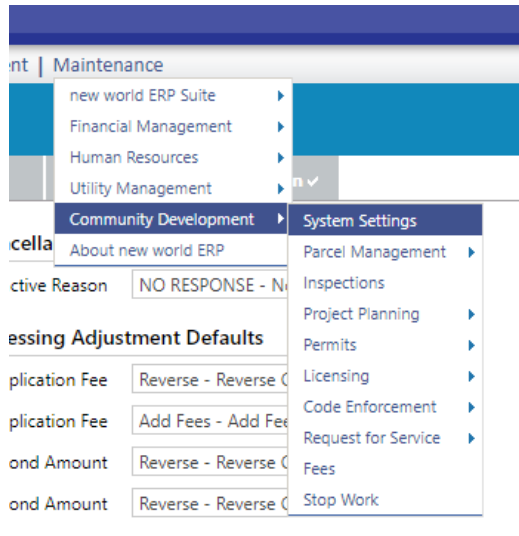 ent | Maintenance
new world ERP Suite
Financial Management
Human Resources
Utility Management
n
Community Development
System Settings
cella
About new world ERP
Parcel Management
ctive Reason
NO RESPONSE - N
Inspections
Project Planning
essing Adjustment Defaults
Permits
plication Fee
Reverse - Reverse
Licensing
Code Enforcement
plication Fee
Add Fees - Add Fee
Request for Service
ond Amount
Reverse - Reverse
Fees
ond Amount
Reverse - Reverse
Stop Work